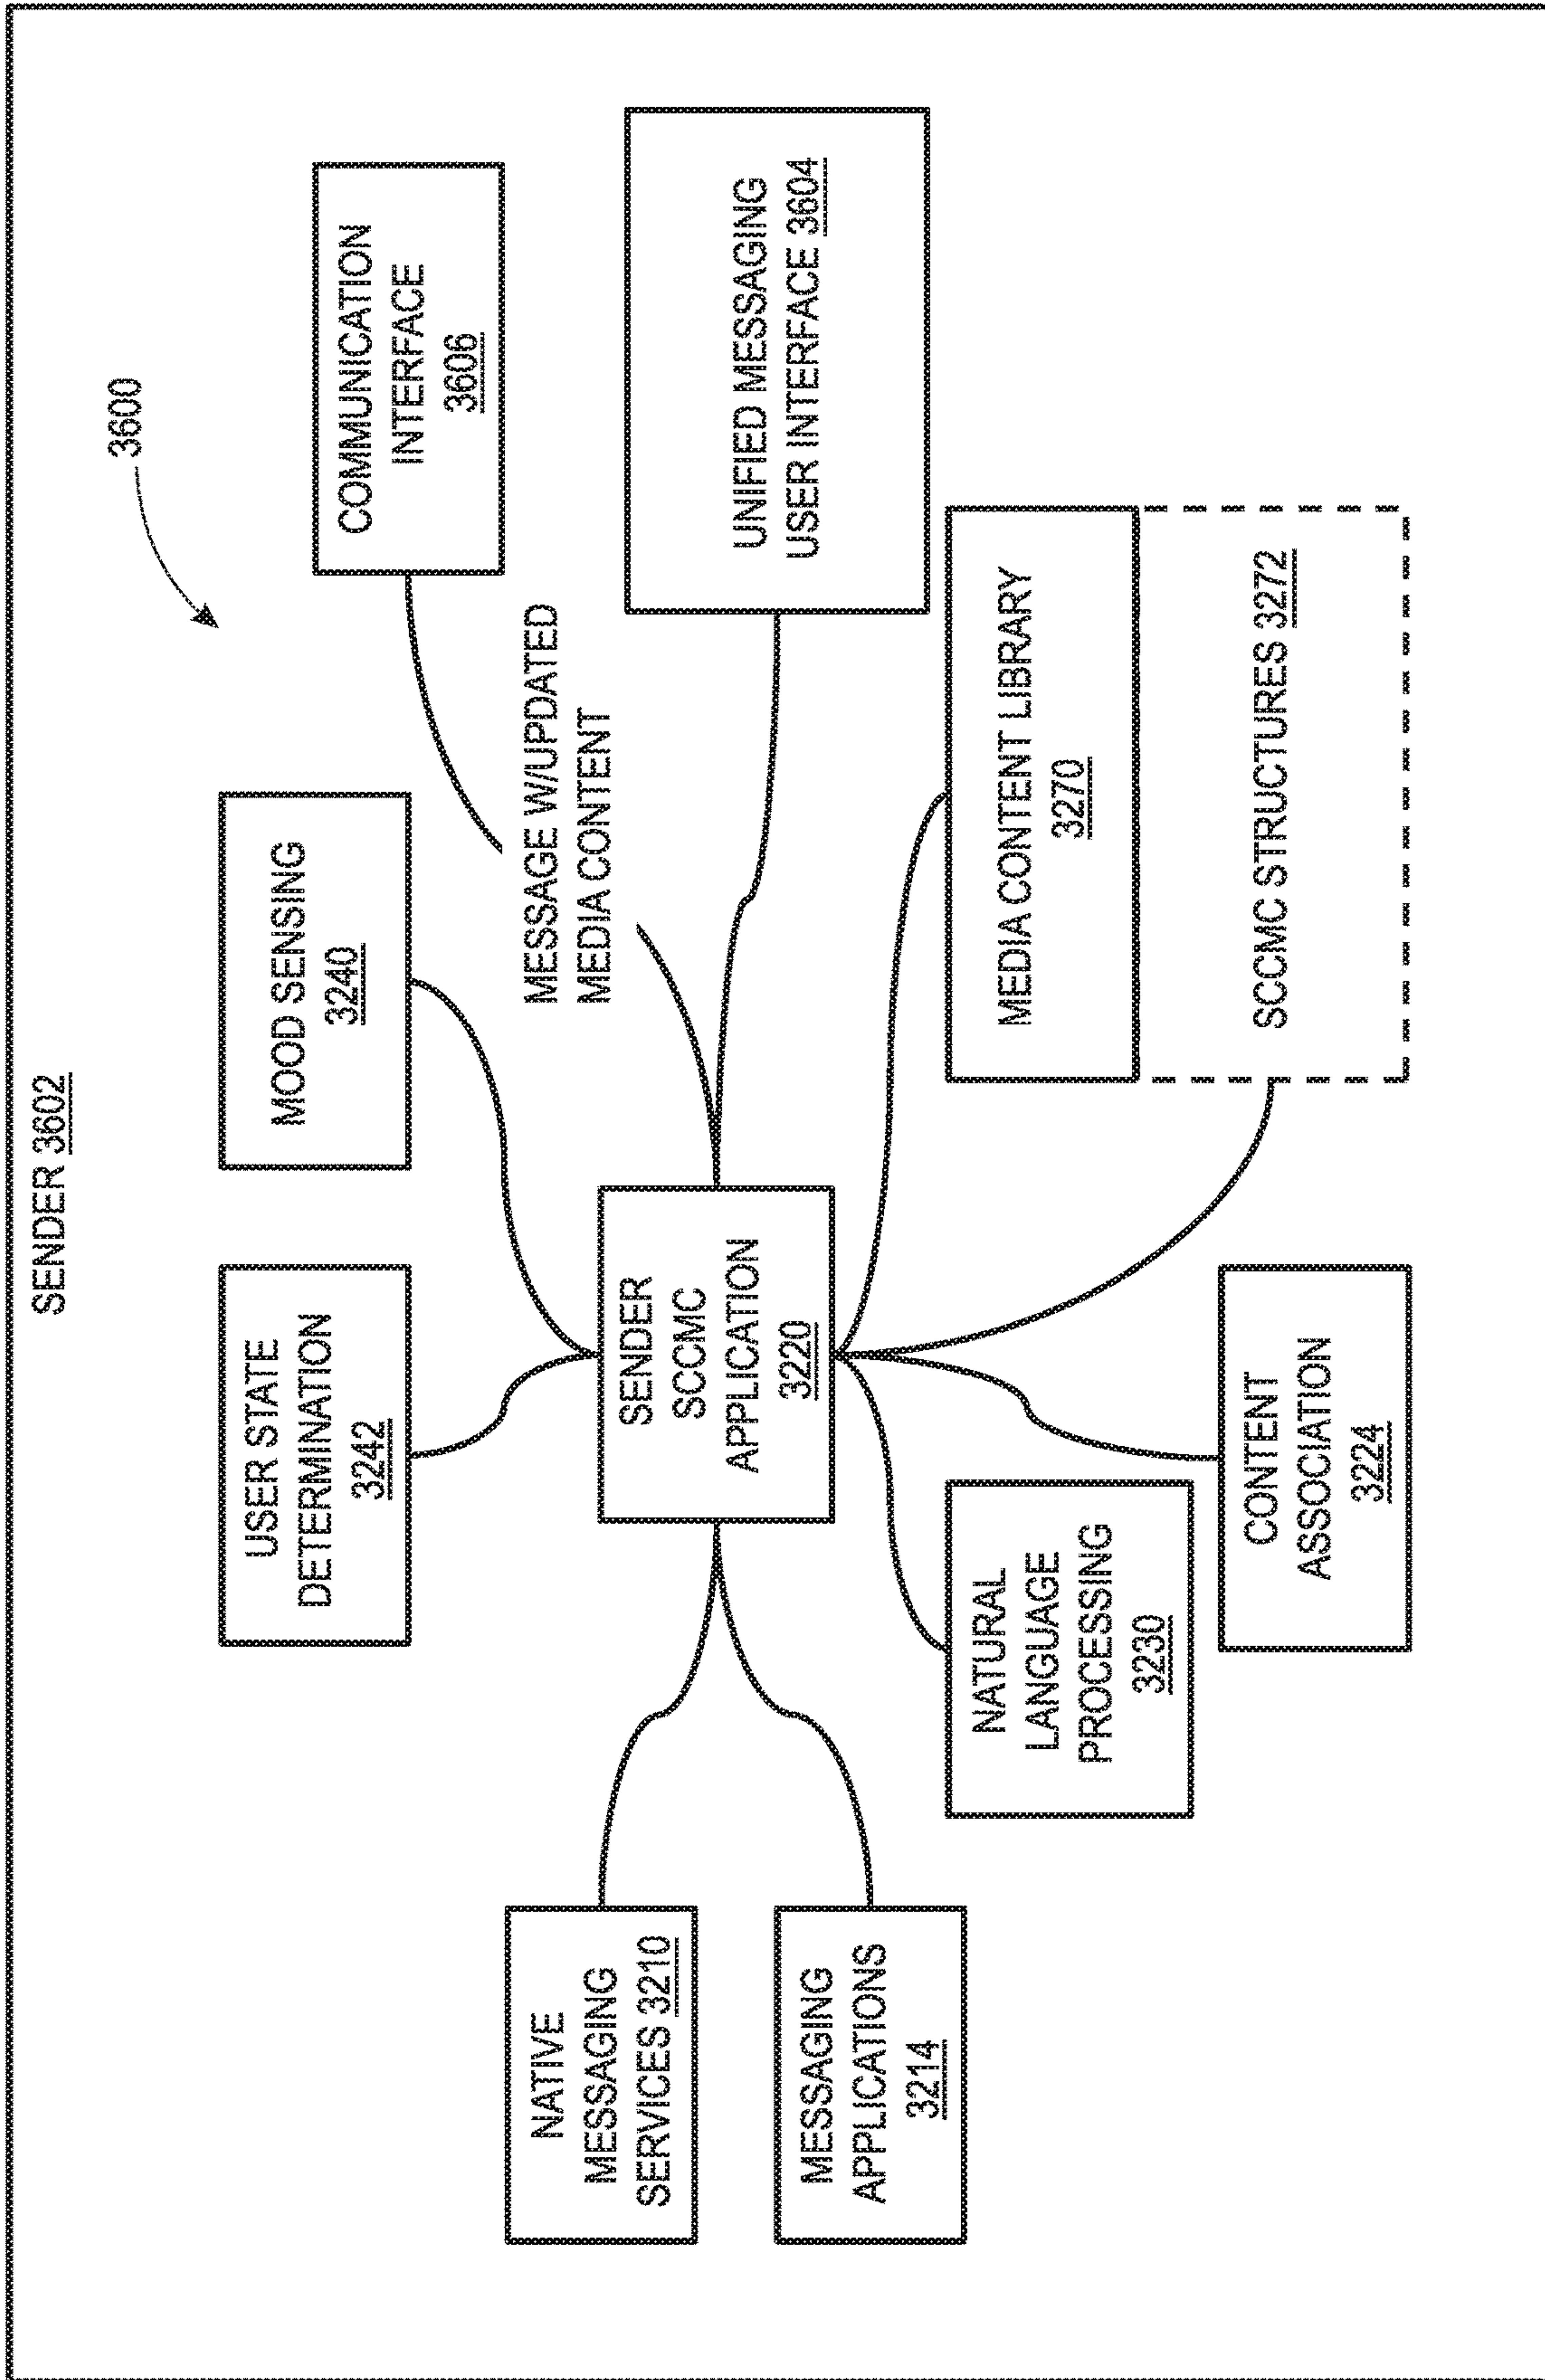 SENDER 3602
3600
USER STATE
DETERMINATION
3242
MOOD SENSING
3240
COMMUNICATION
INTERFACE
3606
MESSAGE W/UPDATED
MEDIA CONTENT
NATIVE
MESSAGING
SERVICES 3210
SENDER
SCCMC
APPLICATION
3220
UNIFIED MESSAGING
USER INTERFACE 3604
MESSAGING
APPLICATIONS
3214
NATURAL
LANGUAGE
PROCESSING
3230
MEDIA CONTENT LIBRARY
3270
CONTENT
ASSOCIATION
3224
SCCMC STRUCTURES 3272